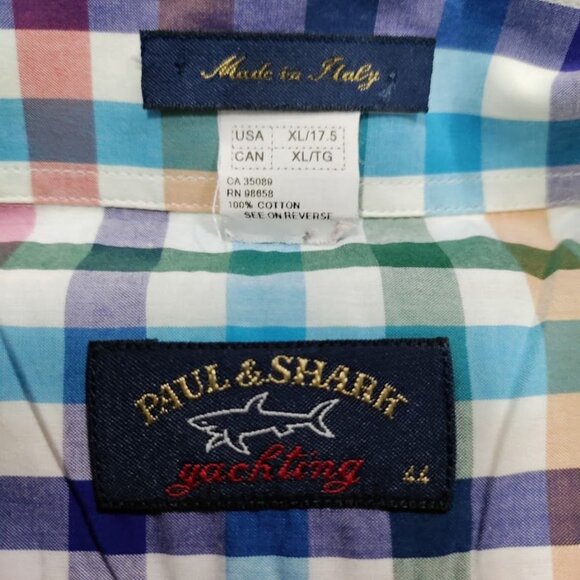 Made in Italy
USA XL/17.5
CAN XL/TG
CA 35089
RN 98658
100% COTTON
SEE ON REVERSE
PAUL & SHARK
yachting
44